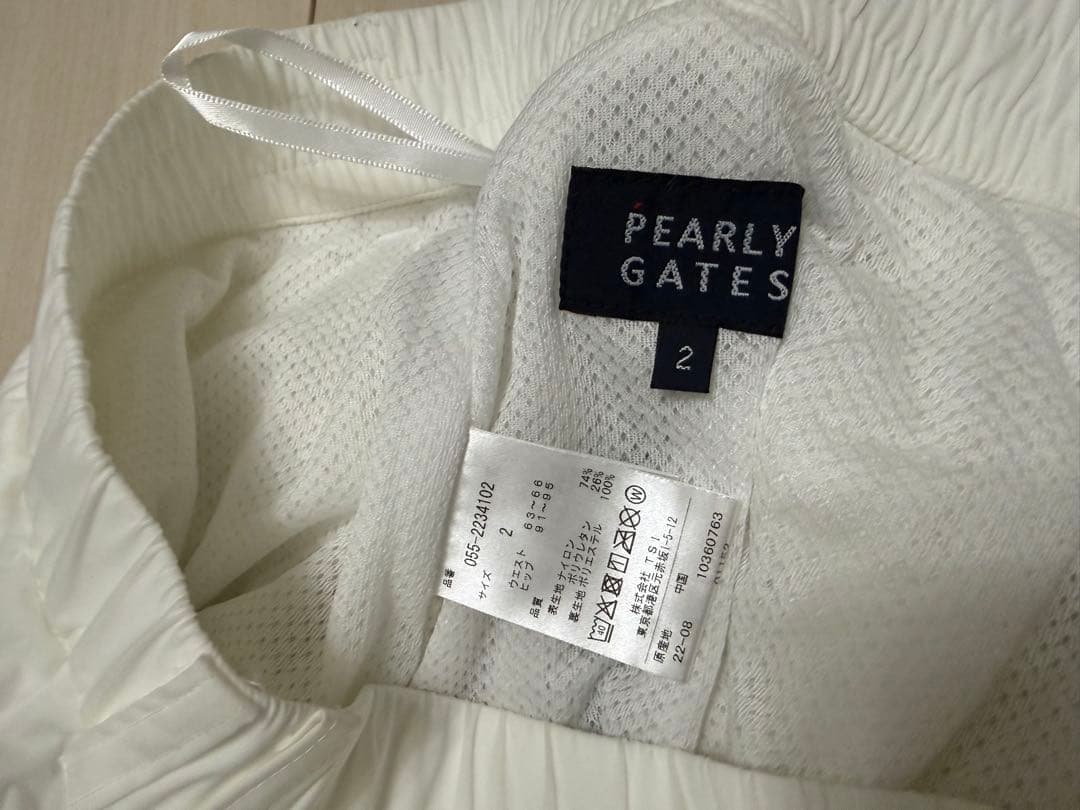 PEARLY
GATES
2
品番 055-2234102
サイズ 2
ウエスト 63～66
ヒップ 91～95
品質
表生地 ナイロン 74%
ポリウレタン 26%
裏生地 ポリエステル 100%
40 W
株式会社 TSI
東京都港区元赤坂1-5-12
原産地 中国
22-08 10360763